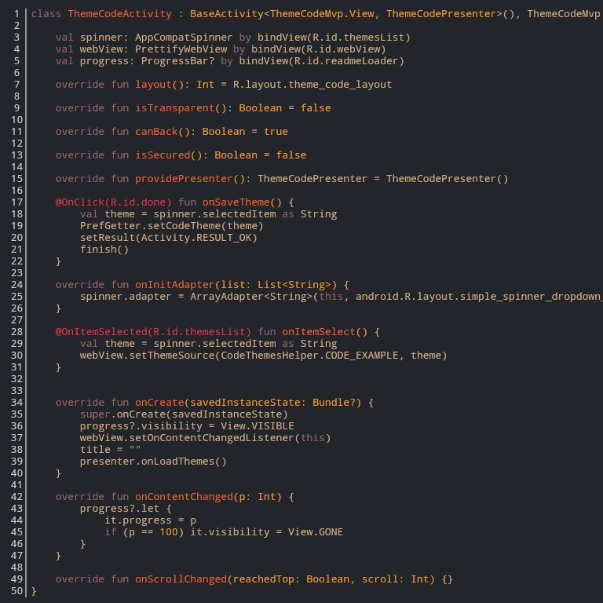 1 class ThemeCodeActivity : BaseActivity<ThemeCodeMvp.View, ThemeCodePresenter>(), ThemeCodeMvp
2
3     val spinner: AppCompatSpinner by bindView(R.id.themesList)
4     val webView: PrettifyWebView by bindView(R.id.webView)
5     val progress: ProgressBar? by bindView(R.id.readmeLoader)
6
7     override fun layout(): Int = R.layout.theme_code_layout
8
9     override fun isTransparent(): Boolean = false
10
11     override fun canBack(): Boolean = true
12
13     override fun isSecured(): Boolean = false
14
15     override fun providePresenter(): ThemeCodePresenter = ThemeCodePresenter()
16
17     @OnClick(R.id.done) fun onSaveTheme() {
18         val theme = spinner.selectedItem as String
19         PrefGetter.setCodeTheme(theme)
20         setResult(Activity.RESULT_OK)
21         finish()
22     }
23
24     override fun onInitAdapter(list: List<String>) {
25         spinner.adapter = ArrayAdapter<String>(this, android.R.layout.simple_spinner_dropdown_
26     }
27
28     @OnItemSelected(R.id.themesList) fun onItemSelect() {
29         val theme = spinner.selectedItem as String
30         webView.setThemeSource(CodeThemesHelper.CODE_EXAMPLE, theme)
31     }
32
33
34     override fun onCreate(savedInstanceState: Bundle?) {
35         super.onCreate(savedInstanceState)
36         progress?.visibility = View.VISIBLE
37         webView.setOnContentChangedListener(this)
38         title = ""
39         presenter.onLoadThemes()
40     }
41
42     override fun onContentChanged(p: Int) {
43         progress?.let {
44             it.progress = p
45             if (p == 100) it.visibility = View.GONE
46         }
47     }
48
49     override fun onScrollChanged(reachedTop: Boolean, scroll: Int) {}
50 }